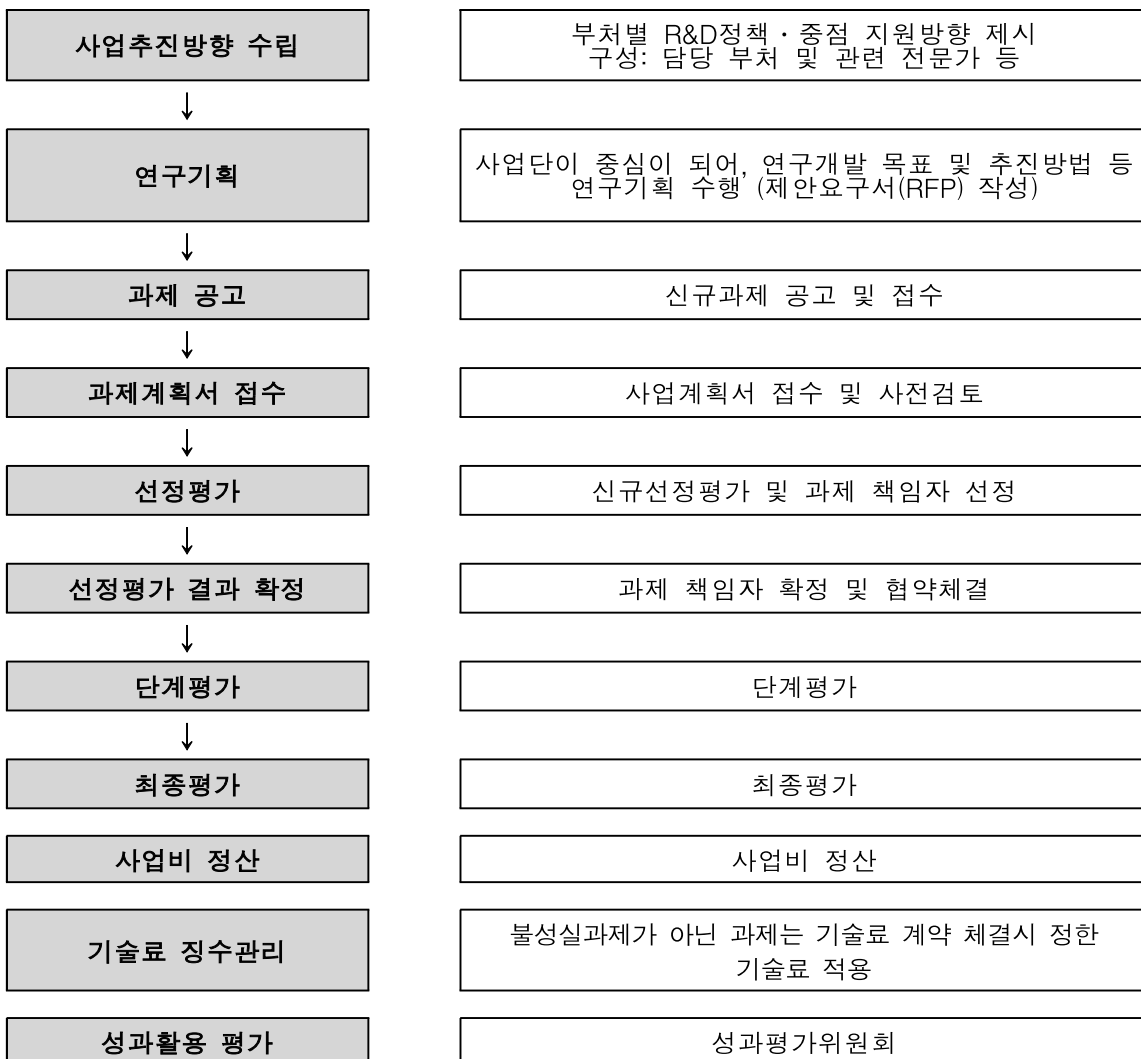 사업추진방향 수립
부처별 R&D정책・중점 지원방향 제시
구성: 담당 부처 및 관련 전문가 등
↓
연구기획
사업단이 중심이 되어, 연구개발 목표 및 추진방법 등
연구기획 수행 (제안요구서(RFP) 작성)
↓
과제 공고
신규과제 공고 및 접수
↓
과제계획서 접수
사업계획서 접수 및 사전검토
↓
선정평가
신규선정평가 및 과제 책임자 선정
↓
선정평가 결과 확정
과제 책임자 확정 및 협약체결
↓
단계평가
단계평가
↓
최종평가
최종평가
사업비 정산
사업비 정산
기술료 징수관리
불성실과제가 아닌 과제는 기술료 계약 체결시 정한
기술료 적용
성과활용 평가
성과평가위원회